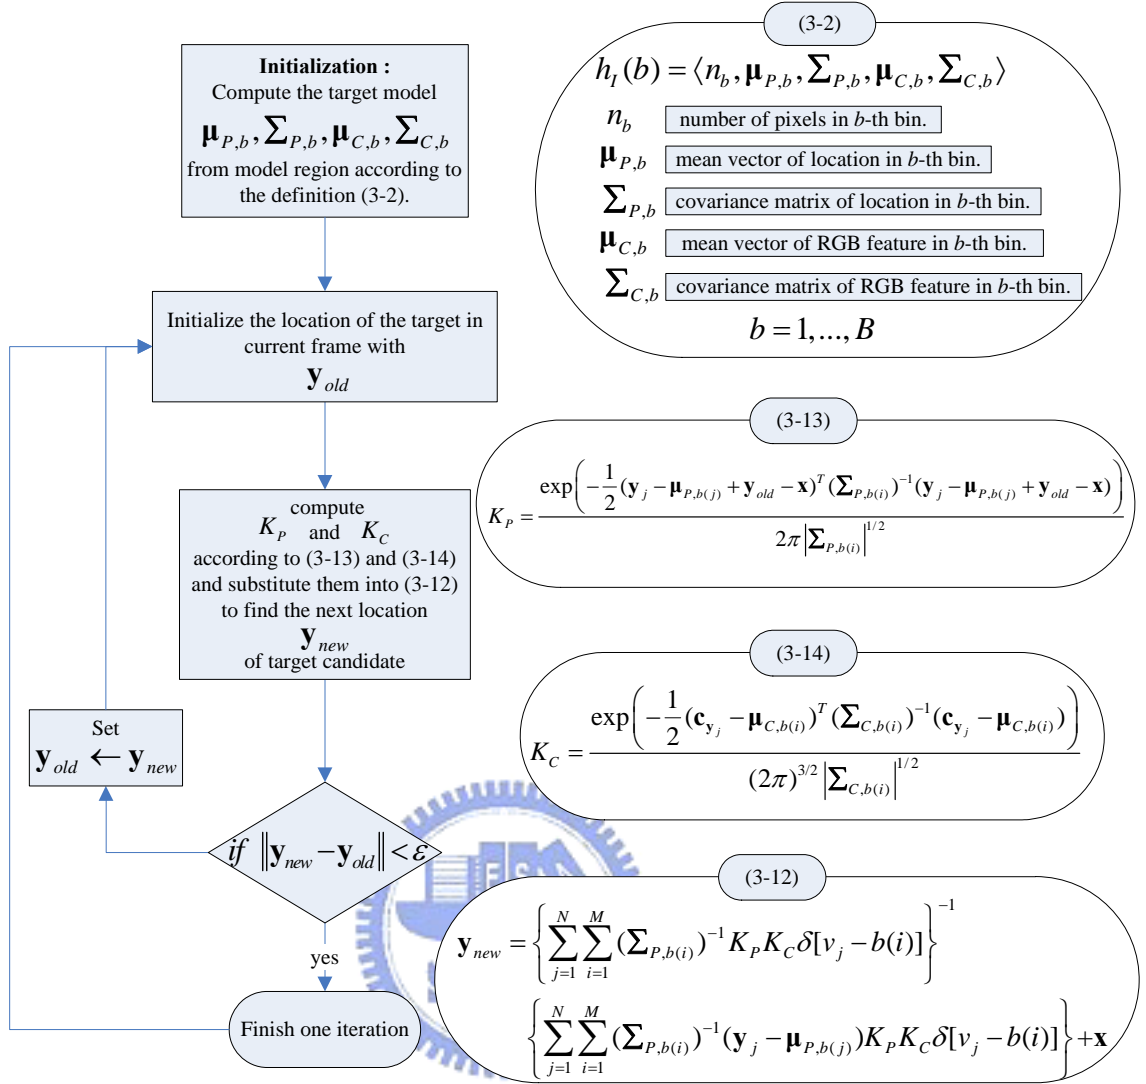 Initialization :
Compute the target model
𝛍_{P,b}, 𝚺_{P,b}, 𝛍_{C,b}, 𝚺_{C,b}
from model region according to
the definition (3-2).
Initialize the location of the target in
current frame with
𝐲_{old}
compute
K_P and K_C
according to (3-13) and (3-14)
and substitute them into (3-12)
to find the next location
𝐲_{new}
of target candidate
Set
𝐲_{old} ← 𝐲_{new}
if ‖𝐲_{new} − 𝐲_{old}‖ < ε
yes
Finish one iteration
(3-2)
h_I(b) = ⟨n_b, 𝛍_{P,b}, 𝚺_{P,b}, 𝛍_{C,b}, 𝚺_{C,b}⟩
n_b number of pixels in b-th bin.
𝛍_{P,b} mean vector of location in b-th bin.
𝚺_{P,b} covariance matrix of location in b-th bin.
𝛍_{C,b} mean vector of RGB feature in b-th bin.
𝚺_{C,b} covariance matrix of RGB feature in b-th bin.
b = 1,..., B
(3-13)
K_P = \frac{exp(−\frac{1}{2}(𝐲_j − 𝛍_{P,b(j)} + 𝐲_{old} − 𝐱)^T (𝚺_{P,b(i)})^{-1} (𝐲_j − 𝛍_{P,b(j)} + 𝐲_{old} − 𝐱))}{2π|𝚺_{P,b(i)}|^{1/2}}
(3-14)
K_C = \frac{exp(−\frac{1}{2}(𝐜_{𝐲_j} − 𝛍_{C,b(i)})^T (𝚺_{C,b(i)})^{-1} (𝐜_{𝐲_j} − 𝛍_{C,b(i)}))}{(2π)^{3/2}|𝚺_{C,b(i)}|^{1/2}}
(3-12)
𝐲_{new} = {∑_{j=1}^{N} ∑_{i=1}^{M} (𝚺_{P,b(i)})^{-1} K_P K_C δ[v_j − b(i)]}^{-1}
{∑_{j=1}^{N} ∑_{i=1}^{M} (𝚺_{P,b(i)})^{-1} (𝐲_j − 𝛍_{P,b(j)}) K_P K_C δ[v_j − b(i)]} + 𝐱